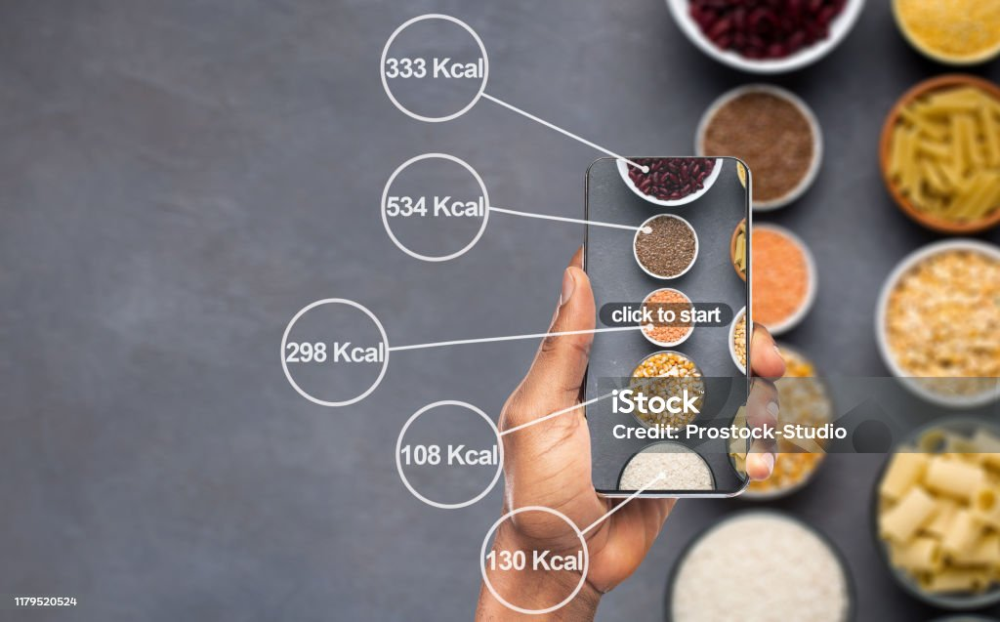 333 Kcal
534 Kcal
click to start
298 Kcal
iStock
Credit: Prostock-Studio
108 Kcal
130 Kcal
1179520524